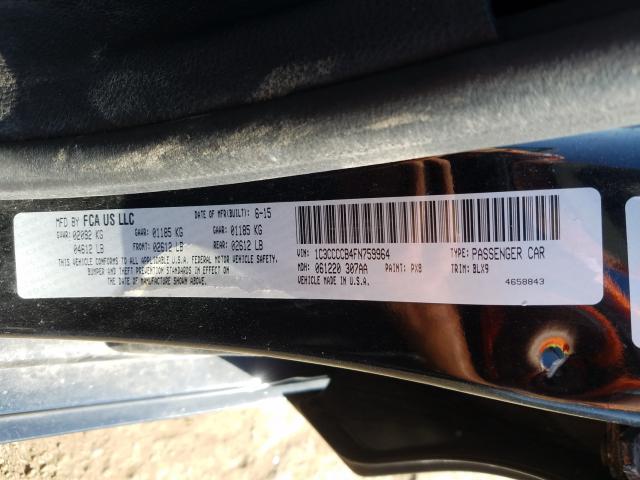 MFD BY FCA US LLC DATE OF MFR(BUILT): 6-15
GVWR: 02092 KG GAWR: 01185 KG GAWR: 01185 KG
04612 LB FRONT: 02612 LB REAR: 02612 LB
THIS VEHICLE CONFORMS TO ALL APPLICABLE U.S.A. FEDERAL MOTOR VEHICLE SAFETY,
BUMPER AND THEFT PREVENTION STANDARDS IN EFFECT ON
THE DATE OF MANUFACTURE SHOWN ABOVE.
VIN: 1C3CCCCB4FN759964 TYPE: PASSENGER CAR
MDH: 061220 307AA PAINT: PX8 TRIM: BLX9
VEHICLE MADE IN U.S.A. 4658843